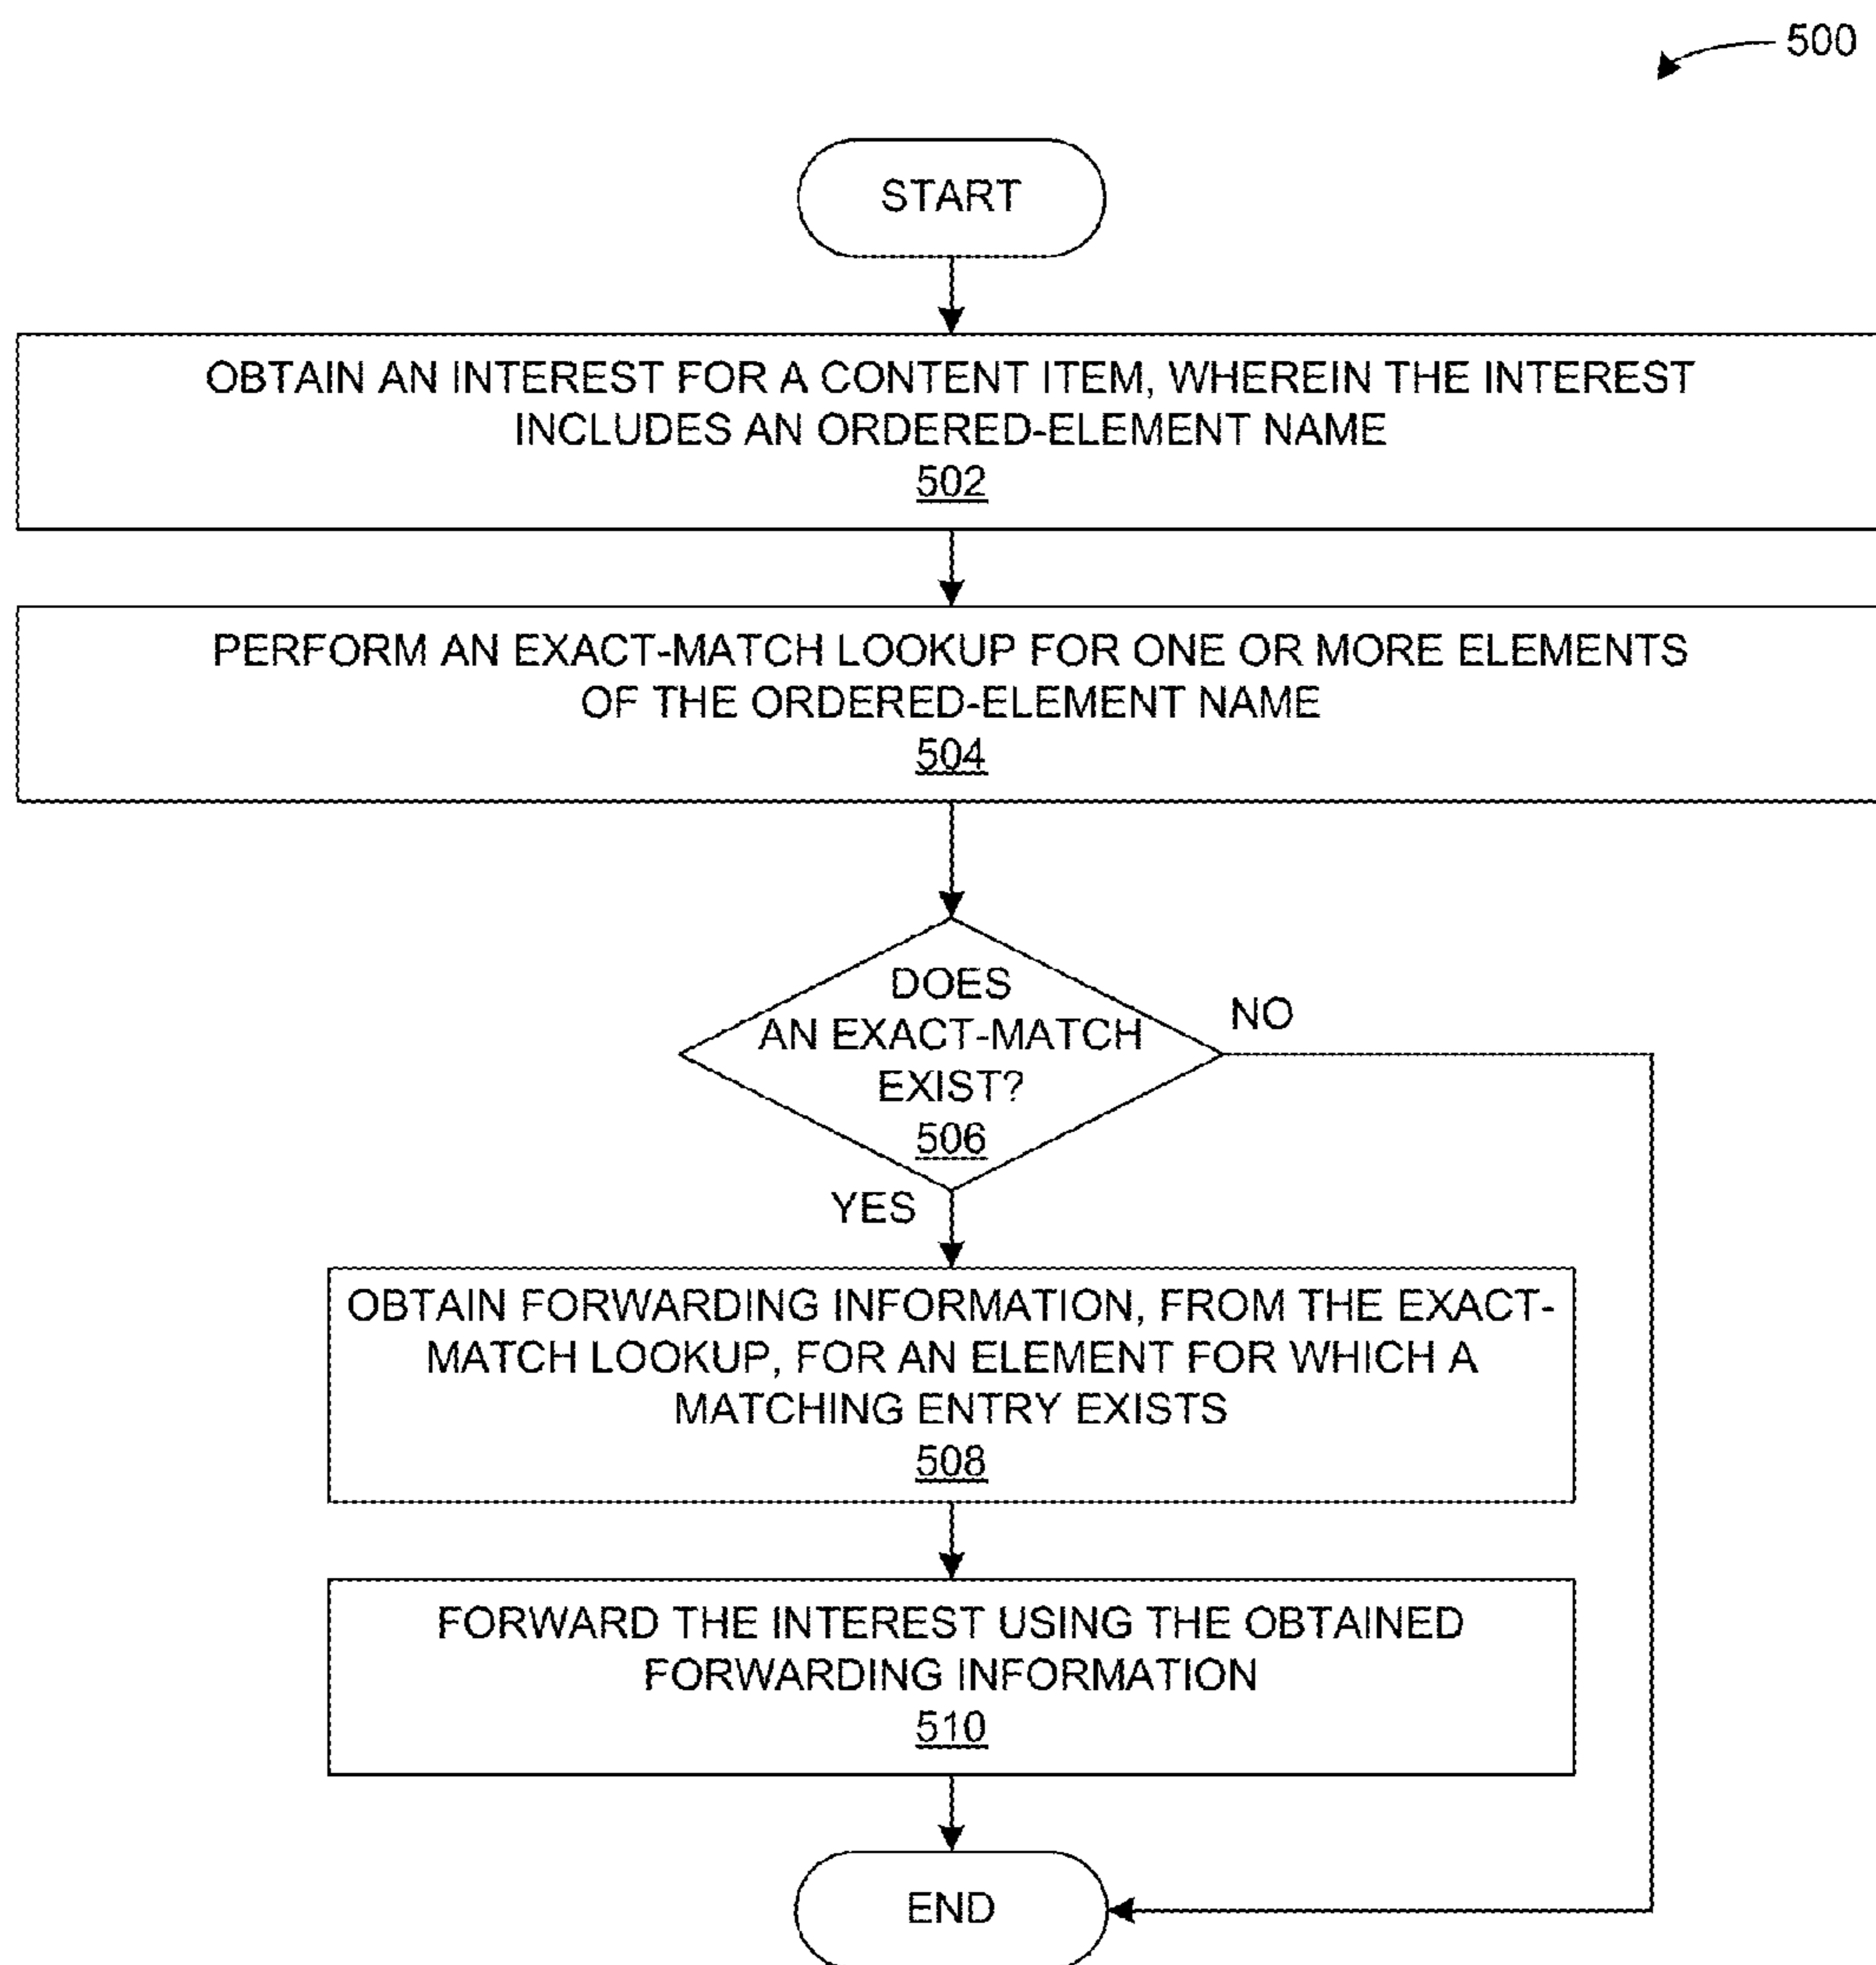 500
START
OBTAIN AN INTEREST FOR A CONTENT ITEM, WHEREIN THE INTEREST
INCLUDES AN ORDERED-ELEMENT NAME
502
PERFORM AN EXACT-MATCH LOOKUP FOR ONE OR MORE ELEMENTS
OF THE ORDERED-ELEMENT NAME
504
DOES
AN EXACT-MATCH
EXIST?
506
NO
YES
OBTAIN FORWARDING INFORMATION, FROM THE EXACT-
MATCH LOOKUP, FOR AN ELEMENT FOR WHICH A
MATCHING ENTRY EXISTS
508
FORWARD THE INTEREST USING THE OBTAINED
FORWARDING INFORMATION
510
END